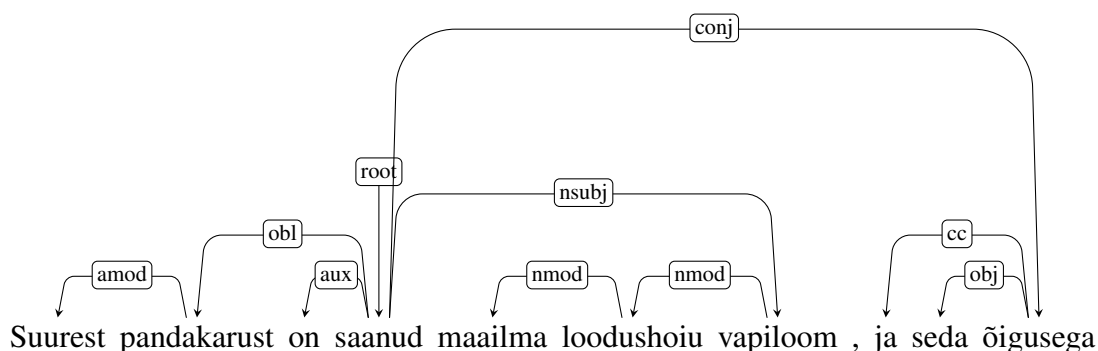 conj
root
nsubj
obl cc
amod aux nmod nmod obj
Suurest pandakarust on saanud maailma loodushoiu vapiloom , ja seda õigusega